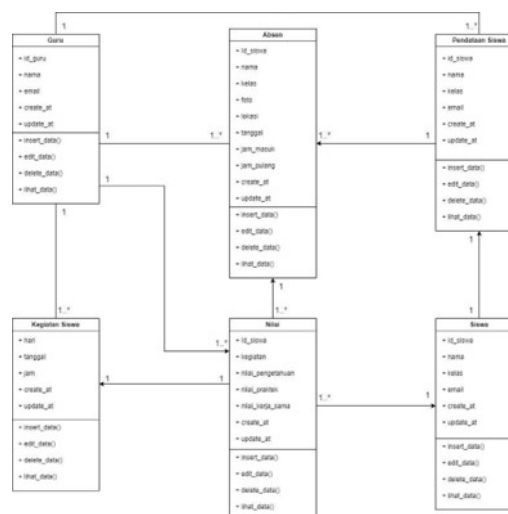 1
1..*
Guru
+ id_guru
+ nama
+ email
+ create_at
+ update_at
+ insert_data()
+ edit_data()
+ delete_data()
+ lihat_data()
Absen
+ id_siswa
+ nama
+ kelas
+ foto
+ lokasi
+ tanggal
+ jam_masuk
+ jam_pulang
+ create_at
+ update_at
+ insert_data()
+ edit_data()
+ delete_data()
+ lihat_data()
Pendataan Siswa
+ id_siswa
+ nama
+ kelas
+ email
+ create_at
+ update_at
+ insert_data()
+ edit_data()
+ delete_data()
+ lihat_data()
1
1..*
1..*
1
1
1
1
1
1..*
1..*
1..*
1
Kegiatan Siswa
+ hari
+ tanggal
+ jam
+ create_at
+ update_at
+ insert_data()
+ edit_data()
+ delete_data()
+ lihat_data()
Nilai
+ id_siswa
+ kegiatan
+ nilai_pengetahuan
+ nilai_praktek
+ nilai_kerja_sama
+ create_at
+ update_at
+ insert_data()
+ edit_data()
+ delete_data()
+ lihat_data()
Siswa
+ id_siswa
+ nama
+ kelas
+ email
+ create_at
+ update_at
+ insert_data()
+ edit_data()
+ delete_data()
+ lihat_data()
1
1
1..*
1